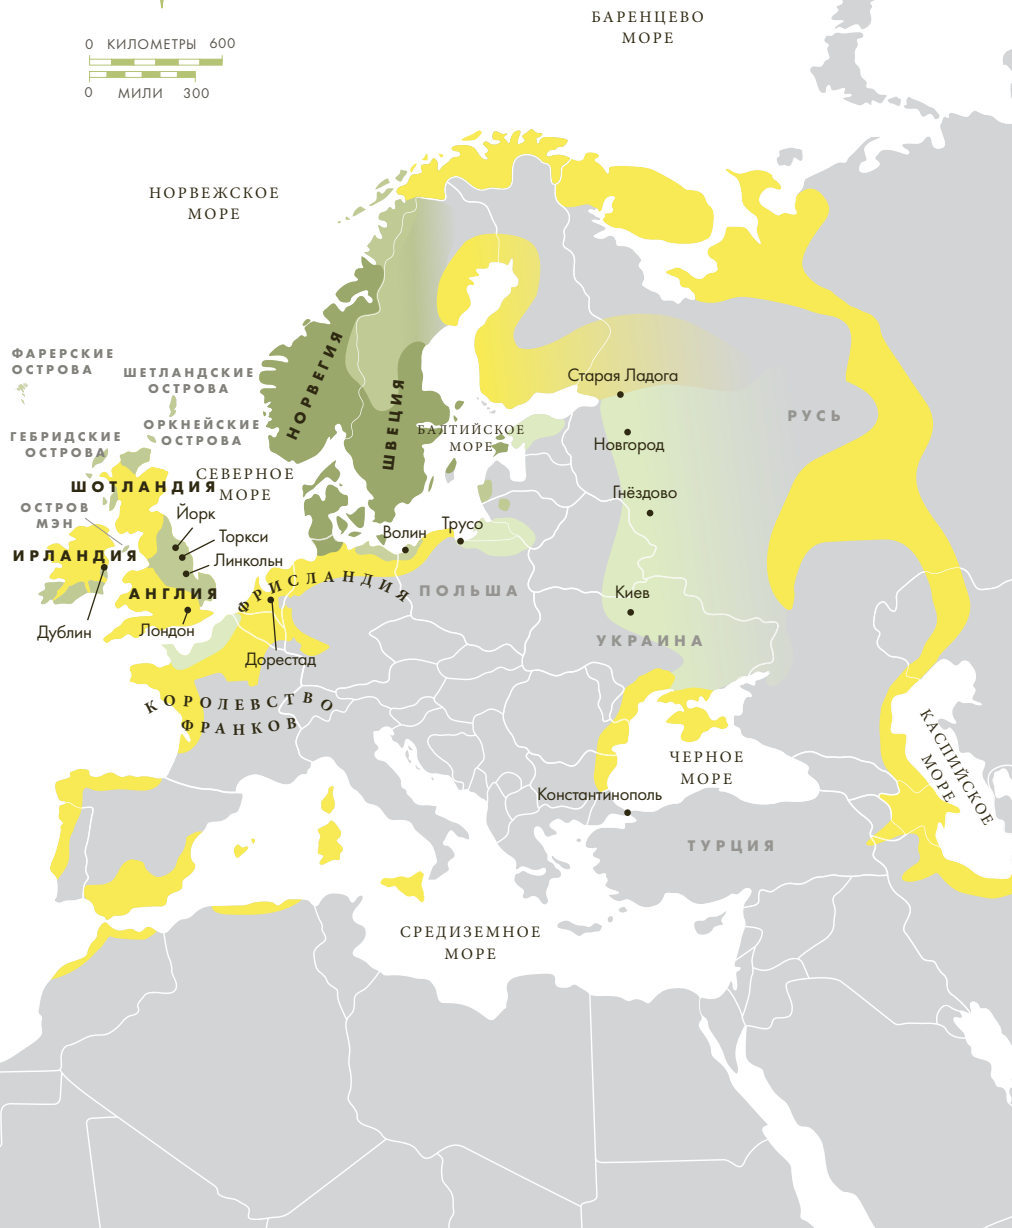 БАРЕНЦЕВО
МОРЕ
0 КИЛОМЕТРЫ 600
0 МИЛИ 300
НОРВЕЖСКОЕ
МОРЕ
ФАРЕРСКИЕ
ОСТРОВА
ШЕТЛАНДСКИЕ
ОСТРОВА
НОРВЕГИЯ
ШВЕЦИЯ
Старая Ладога
РУСЬ
ОРКНЕЙСКИЕ
ОСТРОВА
ГЕБРИДСКИЕ
ОСТРОВА
БАЛТИЙСКОЕ
МОРЕ
Новгород
СЕВЕРНОЕ
МОРЕ
ШОТЛАНДИЯ
Гнёздово
ОСТРОВ
МЭН
Йорк
Торкси
Линкольн
Волин
Трусо
ИРЛАНДИЯ
АНГЛИЯ
ФРИСЛАНДИЯ
ПОЛЬША
Киев
Дублин
Лондон
УКРАИНА
Дорестад
КОРОЛЕВСТВО
ФРАНКОВ
ЧЕРНОЕ
МОРЕ
КАСПИЙСКОЕ
МОРЕ
Константинополь
ТУРЦИЯ
СРЕДИЗЕМНОЕ
МОРЕ